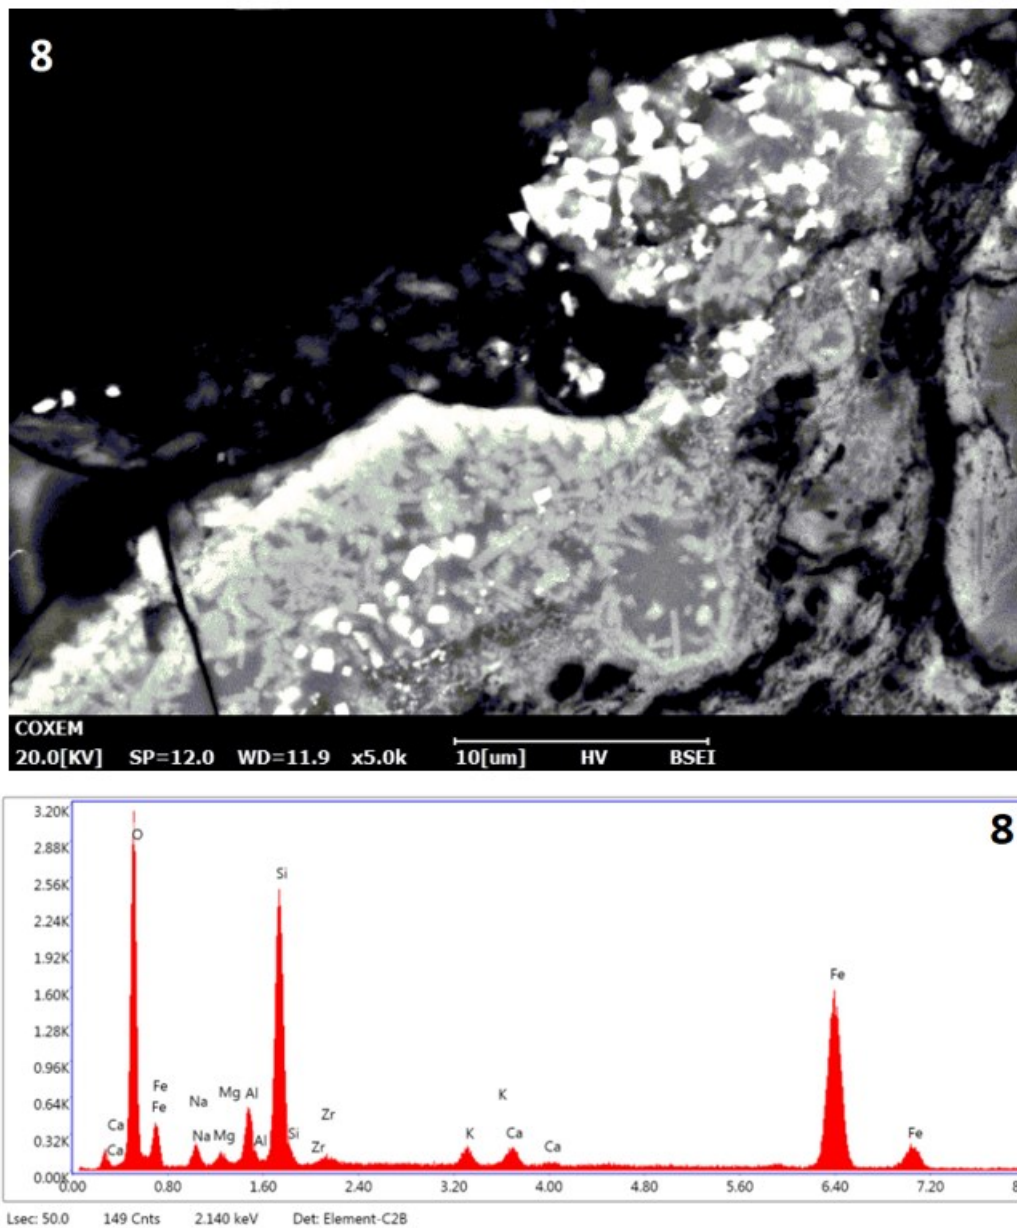 8
COXEM
20.0[KV] SP=12.0 WD=11.9 x5.0k 10[um] HV BSEI
8
3.20K
2.88K
2.56K
2.24K
1.92K
1.60K
1.28K
0.96K
0.64K
0.32K
0.00K
O
Si
Fe
Fe
Fe
Na
Mg Al
Ca
Ca
Na Mg
Al
Si
Zr
Zr
K
K
Ca
Ca
Fe
0.00 0.80 1.60 2.40 3.20 4.00 4.80 5.60 6.40 7.20 8
Lsec: 50.0 149 Cnts 2.140 keV Det: Element-C2B